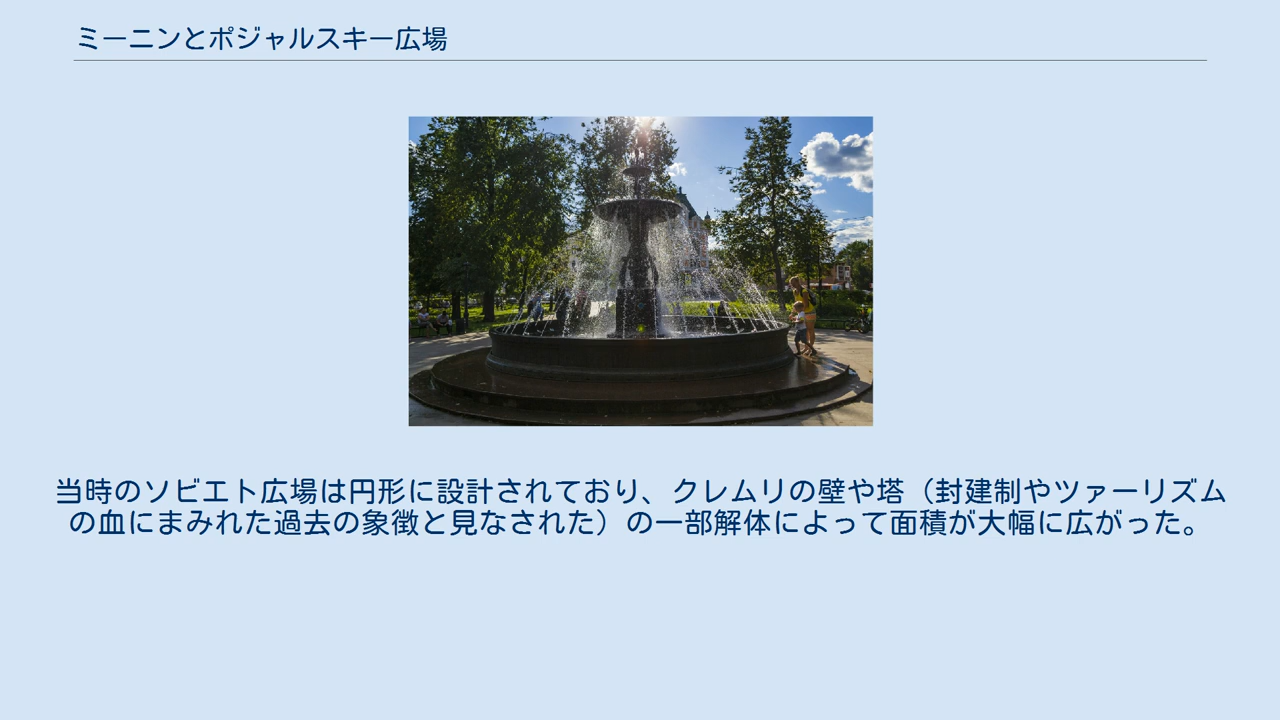 ミーニンとポジャルスキー広場
当時のソビエト広場は円形に設計されており、クレムリの壁や塔（封建制やツァーリズム
の血にまみれた過去の象徴と見なされた）の一部解体によって面積が大幅に広がった。